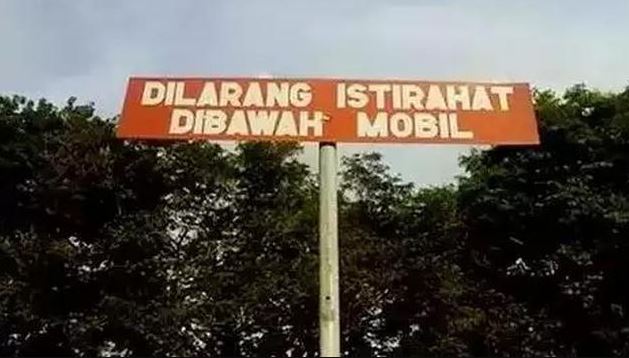 DILARANG ISTIRAHAT
DIBAWAH MOBIL